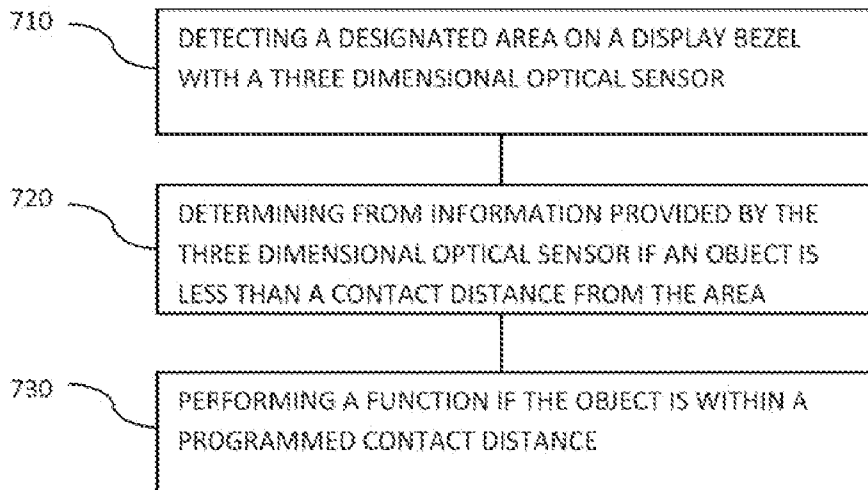 710
DETECTING A DESIGNATED AREA ON A DISPLAY BEZEL
WITH A THREE DIMENSIONAL OPTICAL SENSOR
720
DETERMINING FROM INFORMATION PROVIDED BY THE
THREE DIMENSIONAL OPTICAL SENSOR IF AN OBJECT IS
LESS THAN A CONTACT DISTANCE FROM THE AREA
730
PERFORMING A FUNCTION IF THE OBJECT IS WITHIN A
PROGRAMMED CONTACT DISTANCE